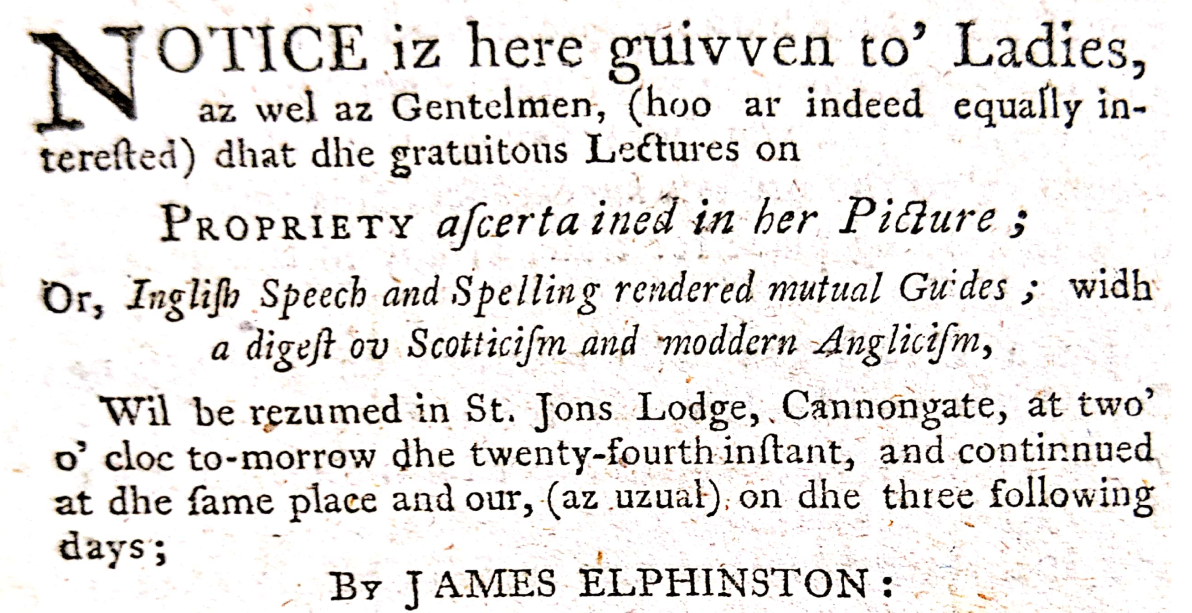 NOTICE iz here guivven to' Ladies,
az wel az Gentelmen, (hoo ar indeed equally in-
tereſted) dhat dhe gratuitous Lectures on
PROPRIETY aſcertained in her Picture;
Or, Ingliſh Speech and Spelling rendered mutual Guides; widh
a digeſt ov Scotticiſm and moddern Angliciſm,
Wil be rezumed in St. Jons Lodge, Cannongate, at two'
o' cloc to-morrow dhe twenty-fourth inſtant, and continnued
at dhe ſame place and our, (az uzual) on dhe three following
days;
By JAMES ELPHINSTON: